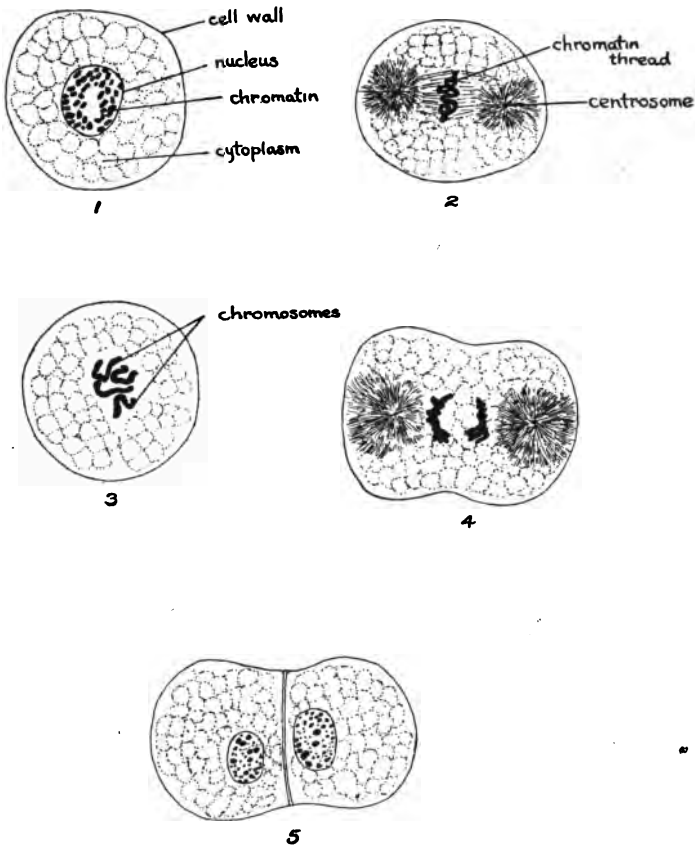 cell wall
nucleus
chromatin
cytoplasm
1
chromatin
thread
centrosome
2
chromosomes
3
4
5